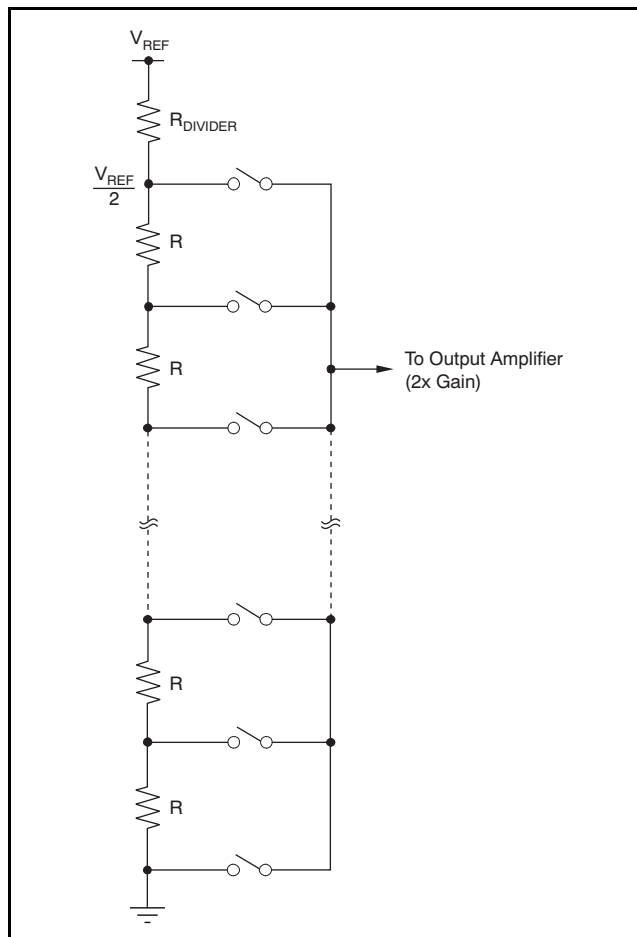 VREF
RDIVIDER
VREF
2
R
R
To Output Amplifier
(2x Gain)
R
R